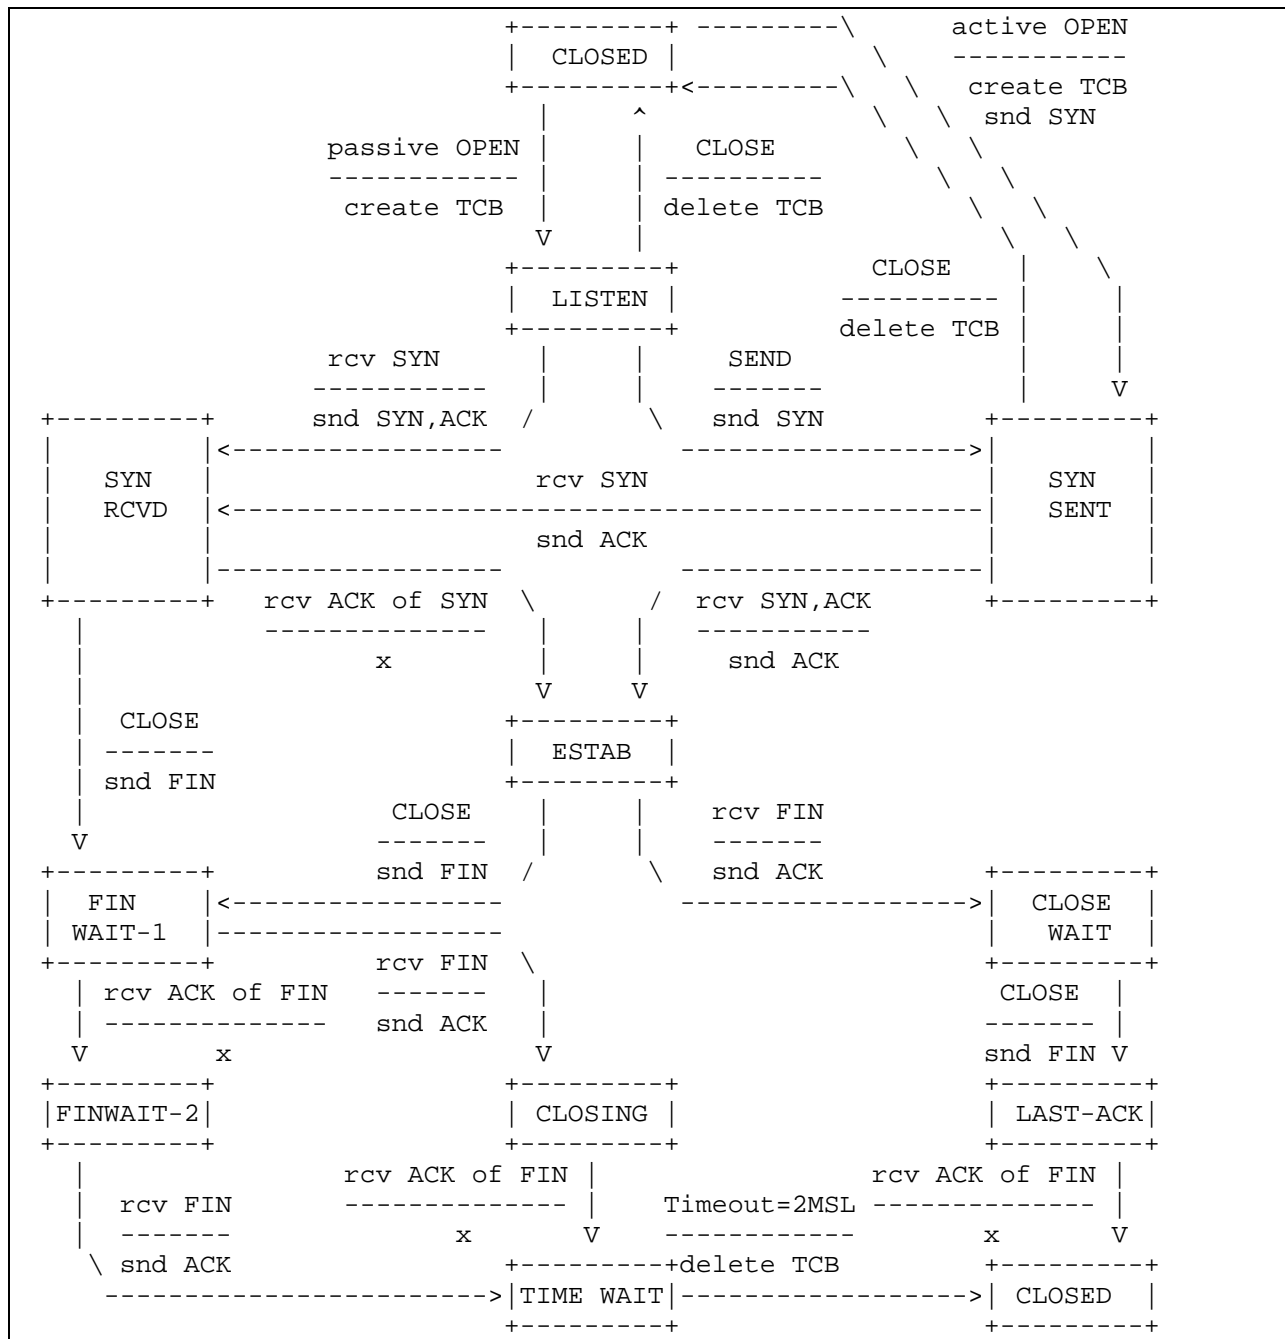 +---------+ ---------\      active OPEN
|  CLOSED |            \    -----------
+---------+<---------\   \   create TCB
|     ^              \   \  snd SYN
passive OPEN |     |   CLOSE        \   \
------------ |     | ----------       \   \
create TCB  |     | delete TCB         \   \
V     |                      \   \
+---------+            CLOSE    |    \
|  LISTEN |          ---------- |     |
+---------+          delete TCB |     |
rcv SYN      |     |     SEND              |     |
-----------   |     |    -------            |     V
+---------+      snd SYN,ACK  /       \   snd SYN          +---------+
|         |<-----------------           ------------------>|         |
|   SYN   |                    rcv SYN                     |   SYN   |
|   RCVD  |<-----------------------------------------------|   SENT  |
|         |                    snd ACK                     |         |
|         |------------------           -------------------|         |
+---------+   rcv ACK of SYN  \       /  rcv SYN,ACK       +---------+
|           --------------   |     |   -----------
|                  x         |     |     snd ACK
|                            V     V
|  CLOSE                   +---------+
| -------                  |  ESTAB  |
| snd FIN                  +---------+
|                   CLOSE    |     |    rcv FIN
V                  -------   |     |    -------
+---------+          snd FIN  /       \   snd ACK          +---------+
|  FIN    |<-----------------           ------------------>|  CLOSE  |
| WAIT-1  |------------------                              |   WAIT  |
+---------+          rcv FIN  \                            +---------+
| rcv ACK of FIN   -------   |                            CLOSE  |
| --------------   snd ACK   |                           ------- |
V        x                   V                           snd FIN V
+---------+                  +---------+                   +---------+
|FINWAIT-2|                  | CLOSING |                   | LAST-ACK|
+---------+                  +---------+                   +---------+
|                rcv ACK of FIN |                 rcv ACK of FIN |
|  rcv FIN       -------------- |    Timeout=2MSL -------------- |
|  -------              x       V    ------------        x       V
\ snd ACK                 +---------+delete TCB         +---------+
------------------------>|TIME WAIT|------------------>| CLOSED  |
+---------+                   +---------+